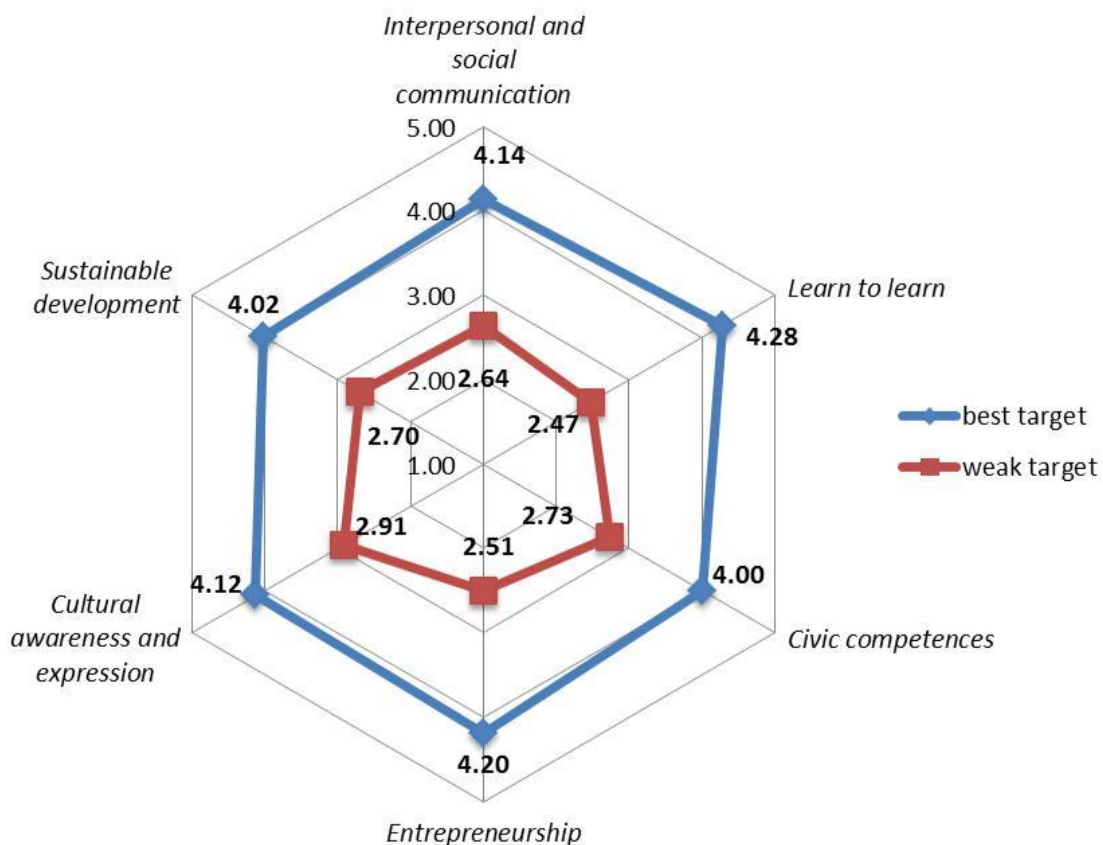 Interpersonal and
social
communication
5.00
4.14
4.00
Sustainable
development
4.02
3.00
Learn to learn
4.28
2.00
2.64
2.47
2.70
best target
weak target
1.00
2.91
2.73
2.51
4.12
4.00
Cultural
awareness and
expression
Civic competences
4.20
Entrepreneurship